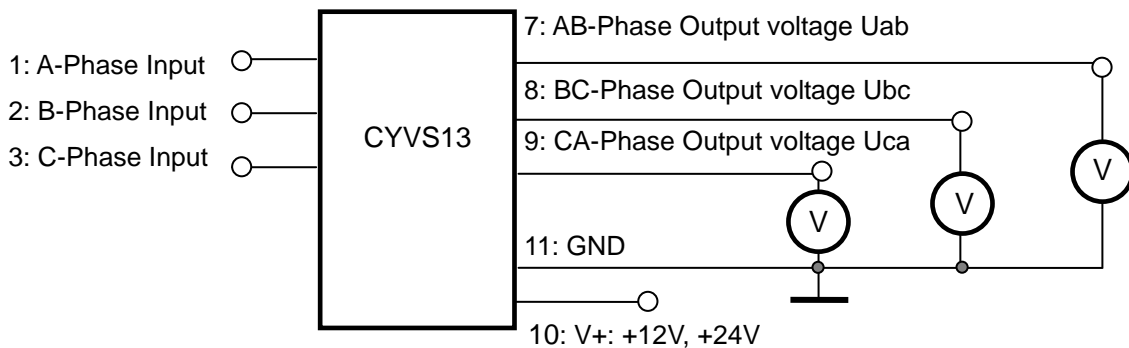 7: AB-Phase Output voltage Uab
1: A-Phase Input
8: BC-Phase Output voltage Ubc
2: B-Phase Input
CYVS13
9: CA-Phase Output voltage Uca
3: C-Phase Input
V
V
V
11: GND
10: V+: +12V, +24V